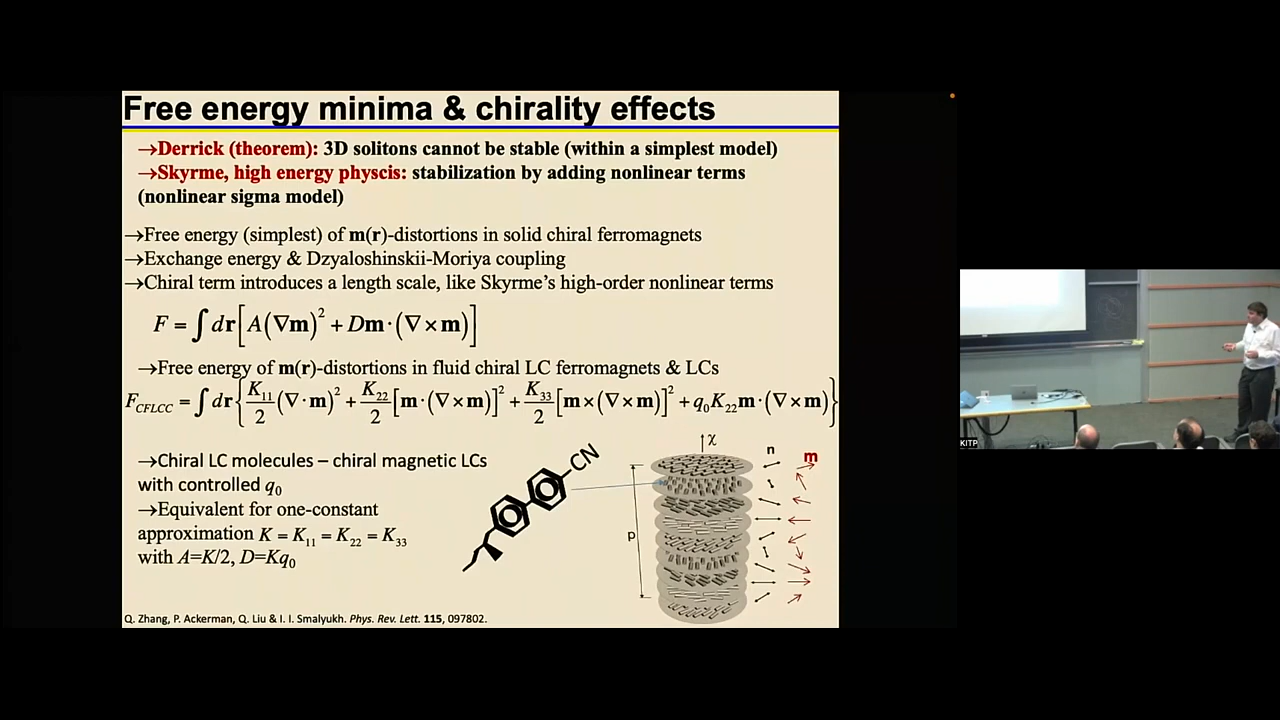 Free energy minima & chirality effects
→Derrick (theorem): 3D solitons cannot be stable (within a simplest model)
→Skyrme, high energy physcis: stabilization by adding nonlinear terms
(nonlinear sigma model)
→Free energy (simplest) of m(r)-distortions in solid chiral ferromagnets
→Exchange energy & Dzyaloshinskii-Moriya coupling
→Chiral term introduces a length scale, like Skyrme's high-order nonlinear terms
F = ∫dr[A(∇m)² + Dm·(∇×m)]
→Free energy of m(r)-distortions in fluid chiral LC ferromagnets & LCs
F_CFLCC = ∫dr{K₁₁/2 (∇·m)² + K₂₂/2 [m·(∇×m)]² + K₃₃/2 [m×(∇×m)]² + q₀K₂₂m·(∇×m)}
→Chiral LC molecules – chiral magnetic LCs
with controlled q₀
→Equivalent for one-constant
approximation K = K₁₁ = K₂₂ = K₃₃
with A=K/2, D=Kq₀
CN
χ
n
m
p
Q. Zhang, P. Ackerman, Q. Liu & I. I. Smalyukh. Phys. Rev. Lett. 115, 097802.
KITP